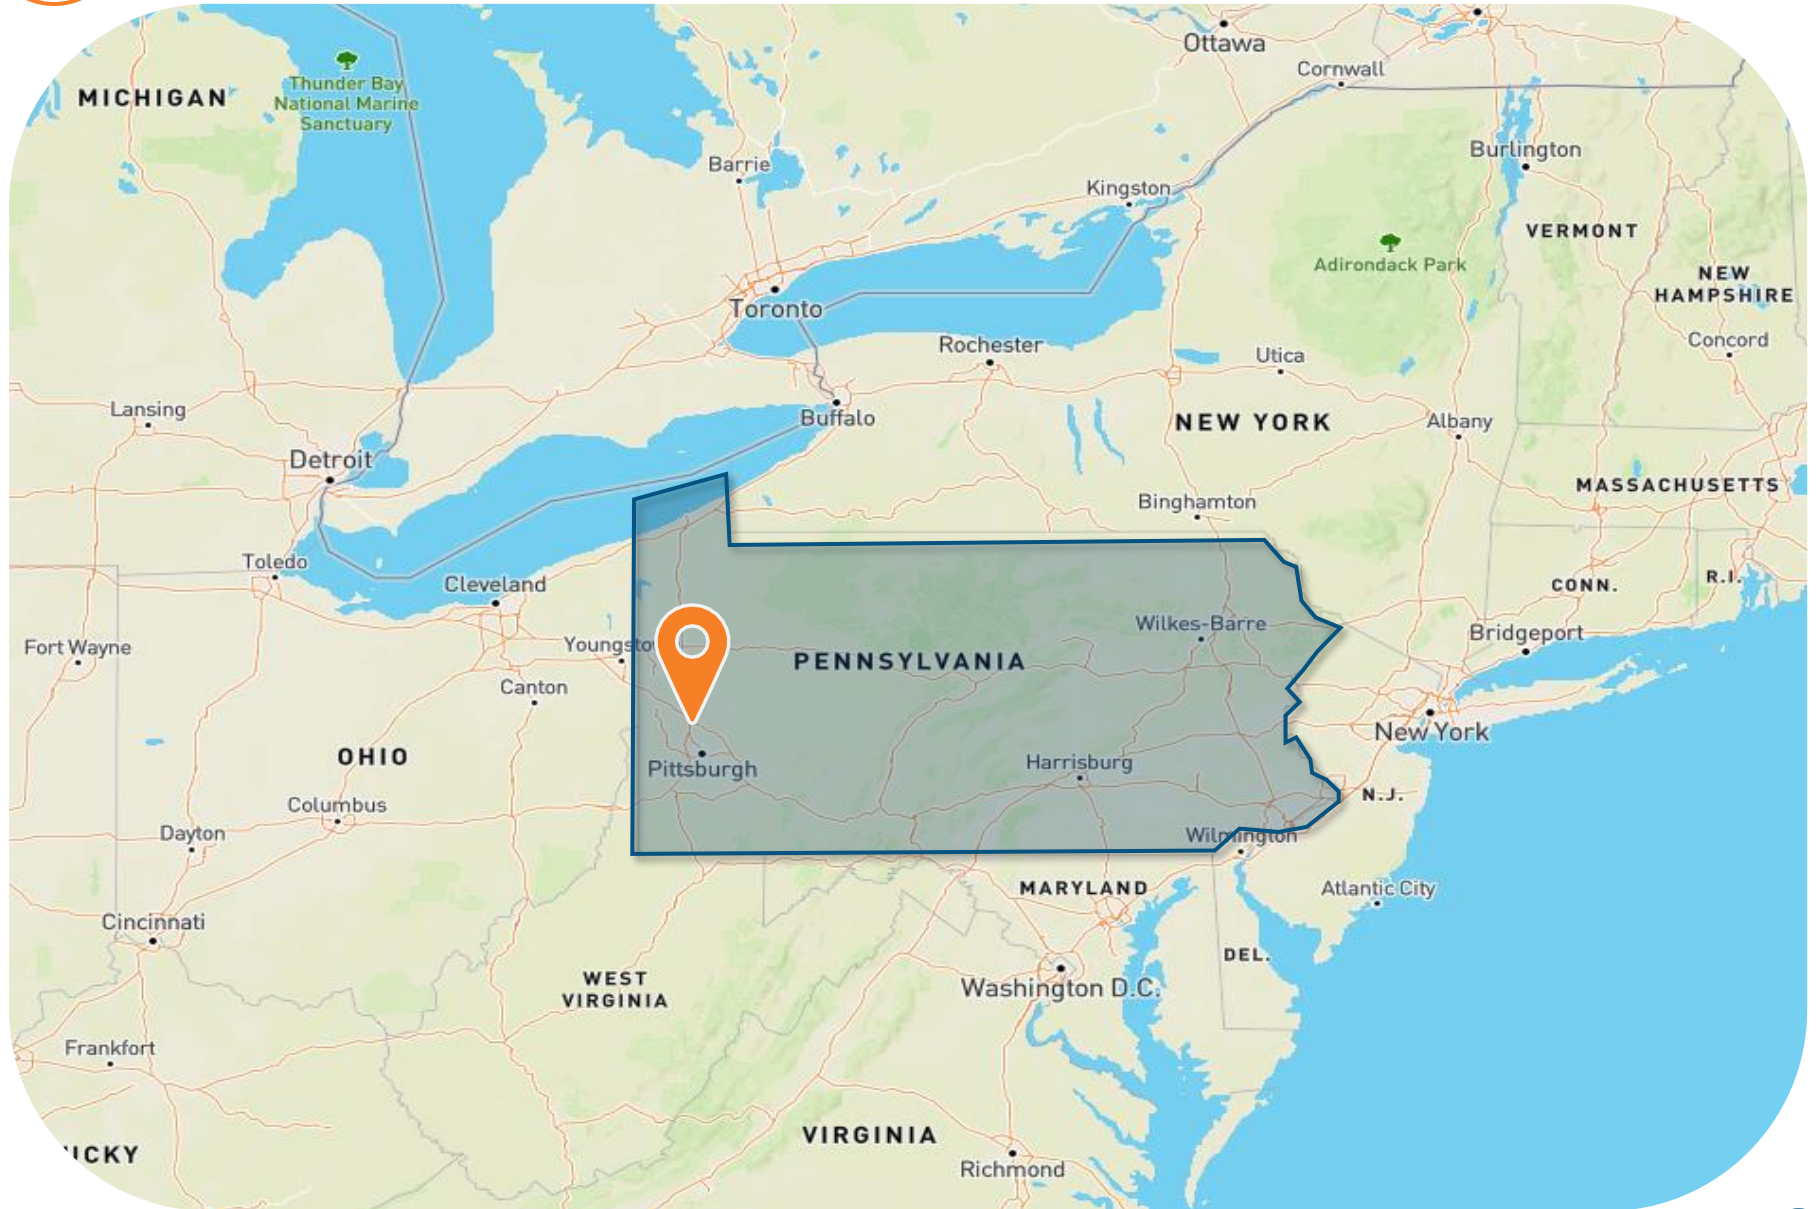 Ottawa
Cornwall
MICHIGAN
Thunder Bay
National Marine
Sanctuary
Barrie
Burlington
Kingston
VERMONT
Adirondack Park
NEW
HAMPSHIRE
Toronto
Rochester
Utica
Concord
Lansing
Buffalo
NEW YORK
Albany
Detroit
MASSACHUSETTS
Binghamton
Toledo
Cleveland
CONN.
R.I.
Fort Wayne
Youngsto
Wilkes-Barre
Bridgeport
PENNSYLVANIA
Canton
New York
OHIO
Pittsburgh
Harrisburg
N.J.
Columbus
Dayton
Wilmington
MARYLAND
Atlantic City
Cincinnati
DEL.
WEST
VIRGINIA
Washington D.C.
Frankfort
VIRGINIA
UCKY
Richmond